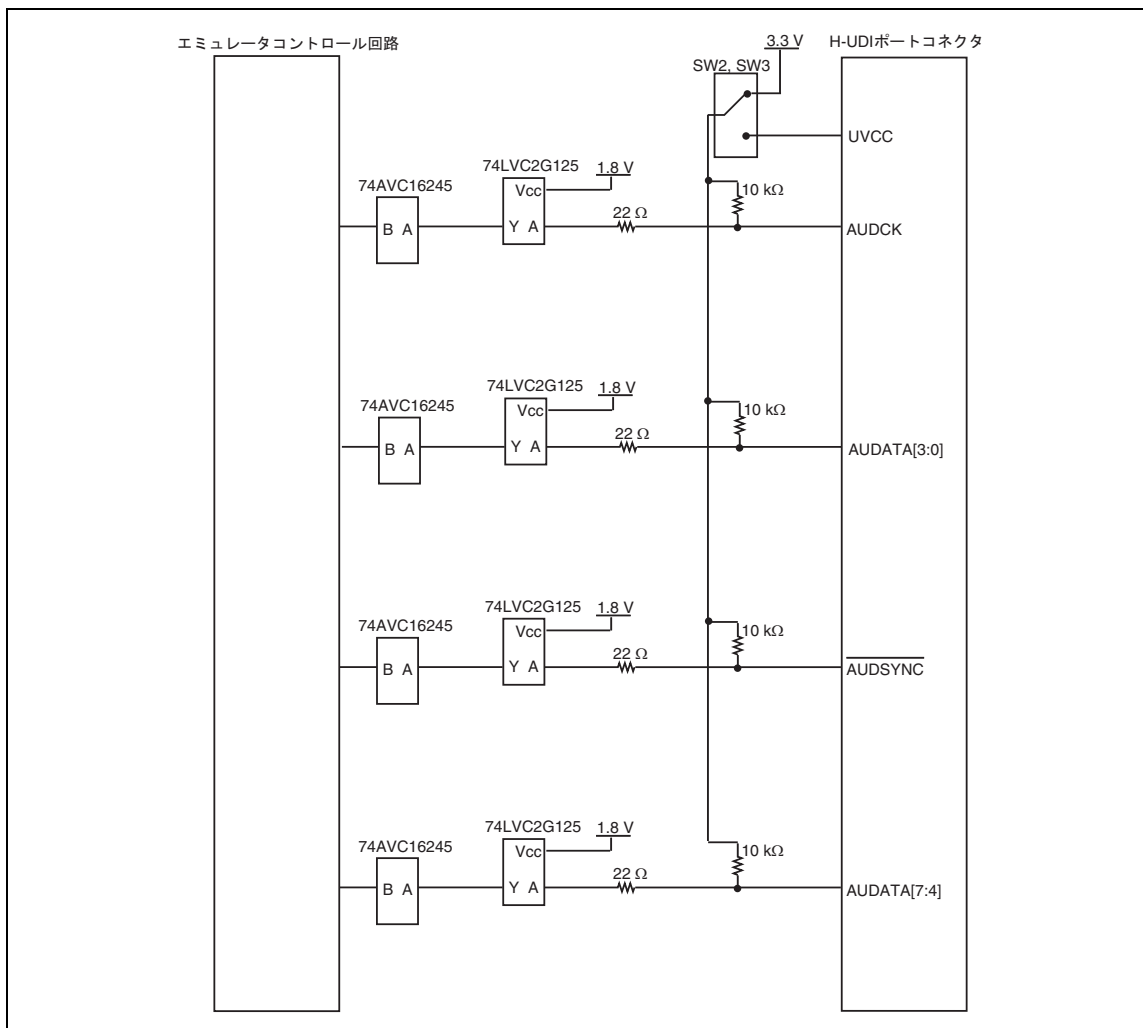 エミュレータコントロール回路
3.3 V
H-UDIポートコネクタ
SW2, SW3
UVCC
74LVC2G125
1.8 V
74AVC16245
Vcc
10 kΩ
22 Ω
B A
Y A
AUDCK
74LVC2G125
1.8 V
74AVC16245
Vcc
10 kΩ
22 Ω
B A
Y A
AUDATA[3:0]
74LVC2G125
1.8 V
74AVC16245
Vcc
10 kΩ
22 Ω
B A
Y A
AUDSYNC
74LVC2G125
1.8 V
74AVC16245
Vcc
10 kΩ
22 Ω
B A
Y A
AUDATA[7:4]